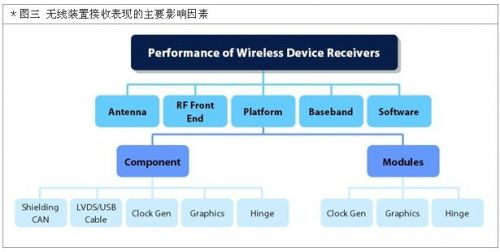 *图三 无线装置接收表现的主要影响因素
Performance of Wireless Device Receivers
Antenna
RF Front
End
Platform
Baseband
Software
Component
Modules
Shielding
CAN
LVDS/USB
Cable
Clock Gen
Graphics
Hinge
Clock Gen
Graphics
Hinge